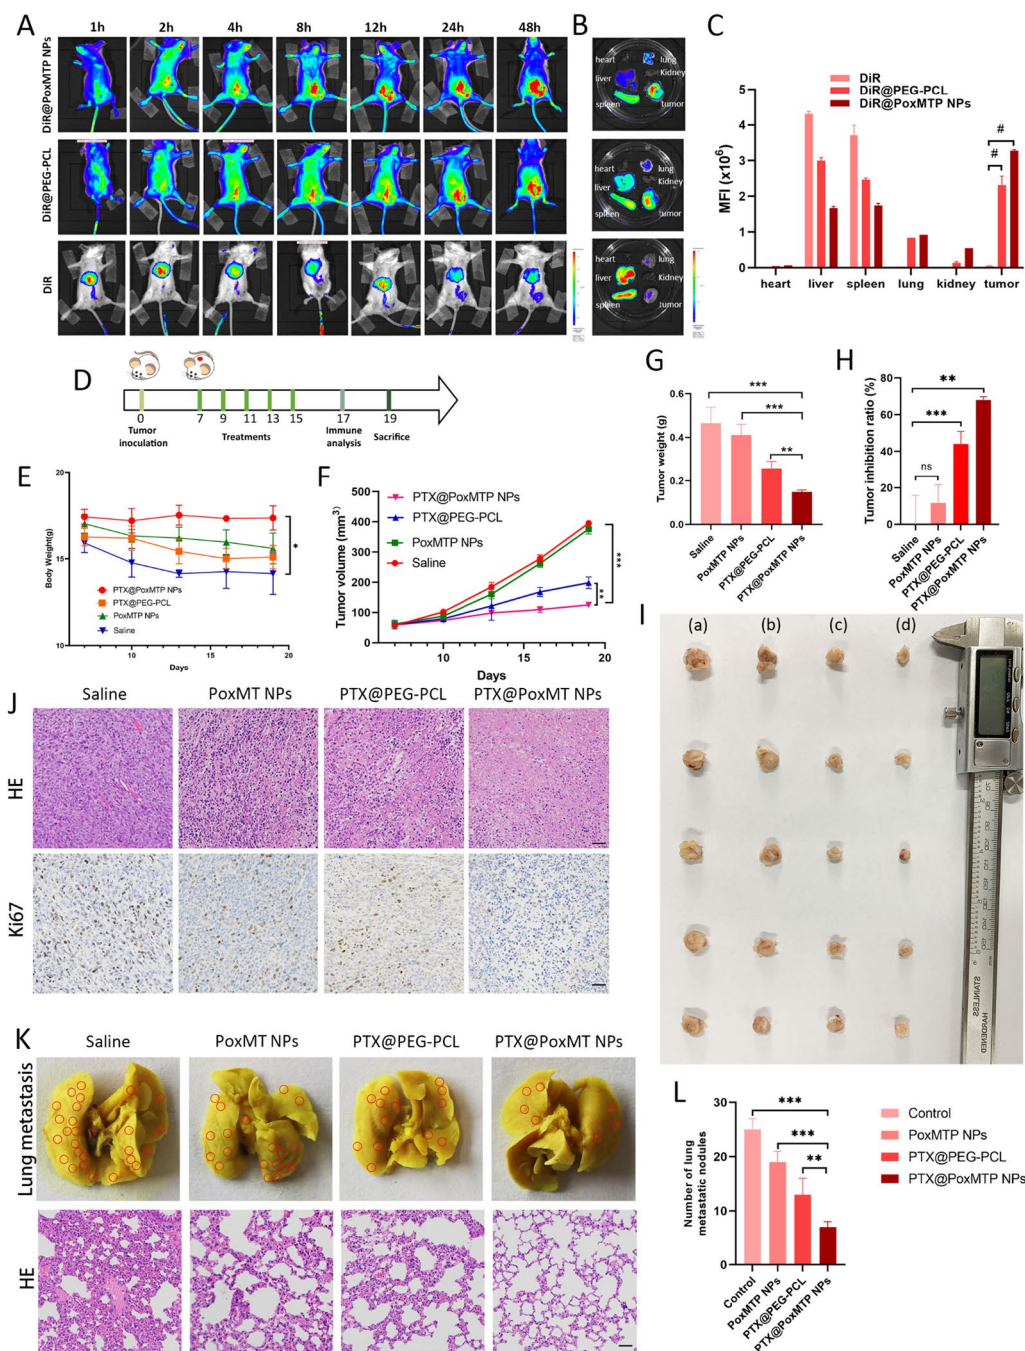 A
1h 2h 4h 8h 12h 24h 48h
DiR@PoxMTP NPs
DiR@PEG-PCL
DiR
B
heart lung
liver Kidney
spleen tumor
heart lung
liver Kidney
spleen tumor
heart lung
liver Kidney
spleen tumor
C
DiR
DiR@PEG-PCL
DiR@PoxMTP NPs
MFI (x10⁶)
5
4
3
2
1
0
# #
heart liver spleen lung kidney tumor
D
0 7 9 11 13 15 17 19
Tumor inoculation
Treatments
Immune analysis
Sacrifice
E
Body Weight(g)
20
15
10
*
PTX@PoxMTP NPs
PTX@PEG-PCL
PoxMTP NPs
Saline
5 10 15 20
Days
F
Tumor volume (mm³)
500
400
300
200
100
0
PTX@PoxMTP NPs
PTX@PEG-PCL
PoxMTP NPs
Saline
**
***
10 15 20
Days
G
Tumor weight (g)
0.6
0.4
0.2
0.0
***
***
**
Saline
PoxMTP NPs
PTX@PEG-PCL
PTX@PoxMTP NPs
H
Tumor inhibition ratio (%)
80
60
40
20
0
**
***
ns
Saline
PoxMTP NPs
PTX@PEG-PCL
PTX@PoxMTP NPs
I
(a) (b) (c) (d)
STAINLESS
HARDENED
J
Saline PoxMT NPs PTX@PEG-PCL PTX@PoxMT NPs
HE
Ki67
K
Saline PoxMT NPs PTX@PEG-PCL PTX@PoxMT NPs
Lung metastasis
HE
L
Number of lung
metastatic nodules
30
20
10
0
***
***
**
Control
PoxMTP NPs
PTX@PEG-PCL
PTX@PoxMTP NPs
Control
PoxMTP NPs
PTX@PEG-PCL
PTX@PoxMTP NPs